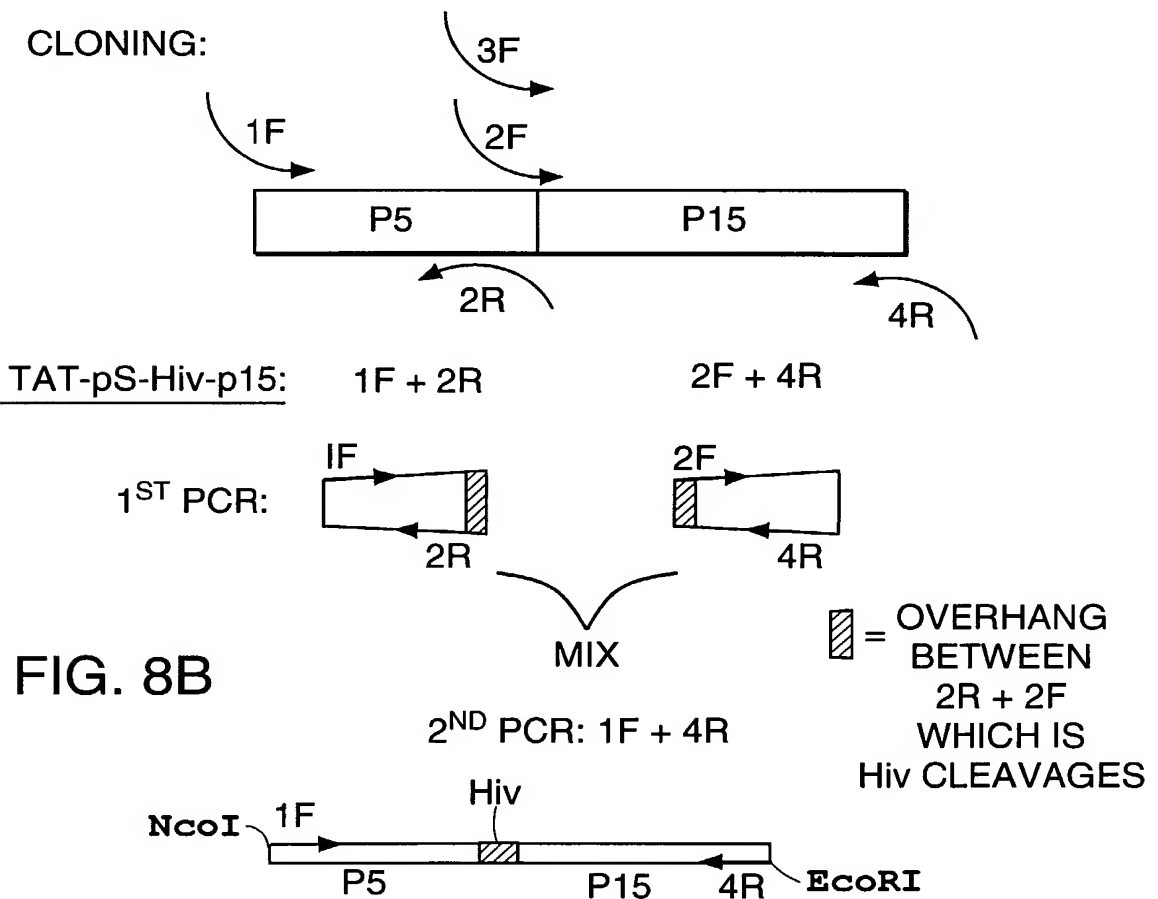 CLONING:
3F
1F
2F
P5
P15
2R
4R
TAT-pS-Hiv-p15:
1F + 2R
2F + 4R
1ST PCR:
IF
2R
2F
4R
MIX
= OVERHANG
BETWEEN
2R + 2F
WHICH IS
Hiv CLEAVAGES
FIG. 8B
2ND PCR: 1F + 4R
Hiv
NcoI
1F
P5
P15
4R
EcoRI